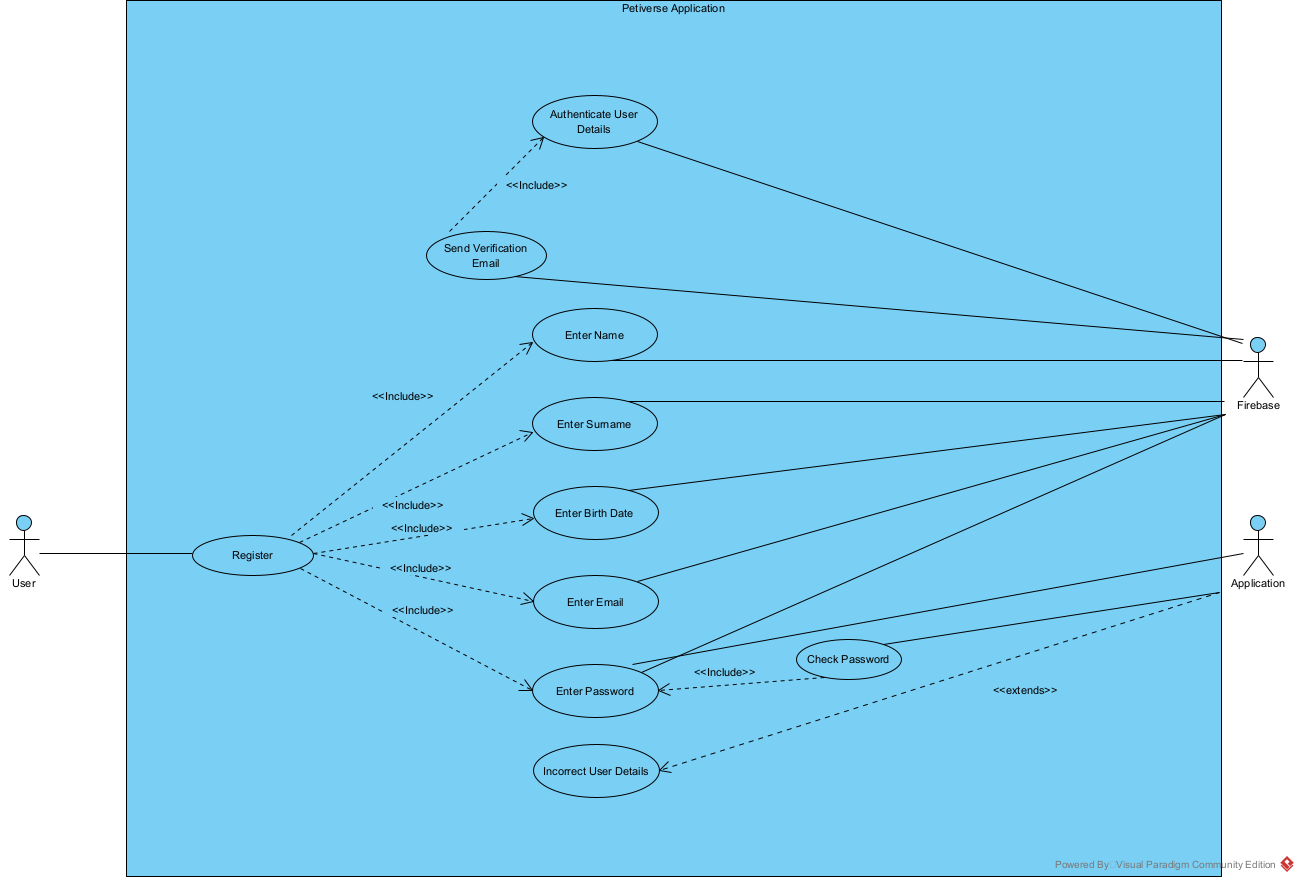 Petiverse Application
Authenticate User
Details
<<Include>>
Send Verification
Email
Enter Name
<<Include>>
Firebase
Enter Surname
<<Include>>
Enter Birth Date
<<Include>>
Register
User
<<Include>>
Application
Enter Email
<<Include>>
Check Password
<<Include>>
Enter Password
<<extends>>
Incorrect User Details
Powered By Visual Paradigm Community Edition